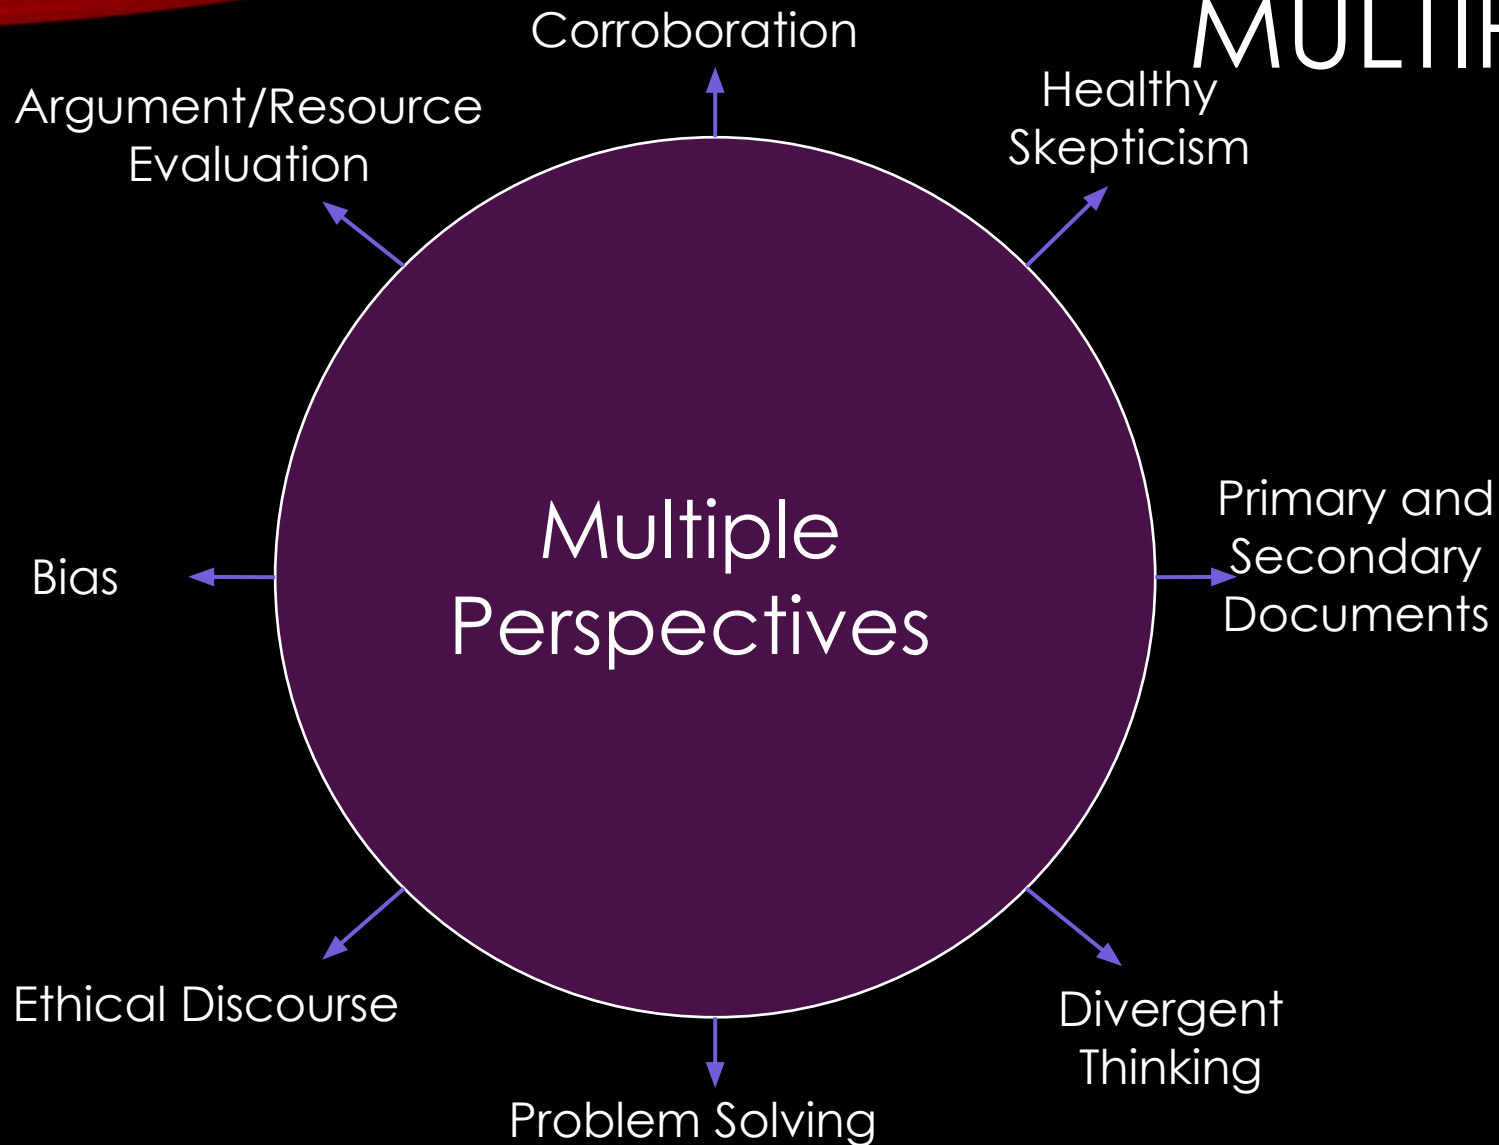 Corroboration
Argument/Resource
Evaluation
Healthy
Skepticism
Multiple
Perspectives
Primary and
Secondary
Documents
Bias
Ethical Discourse
Divergent
Thinking
Problem Solving